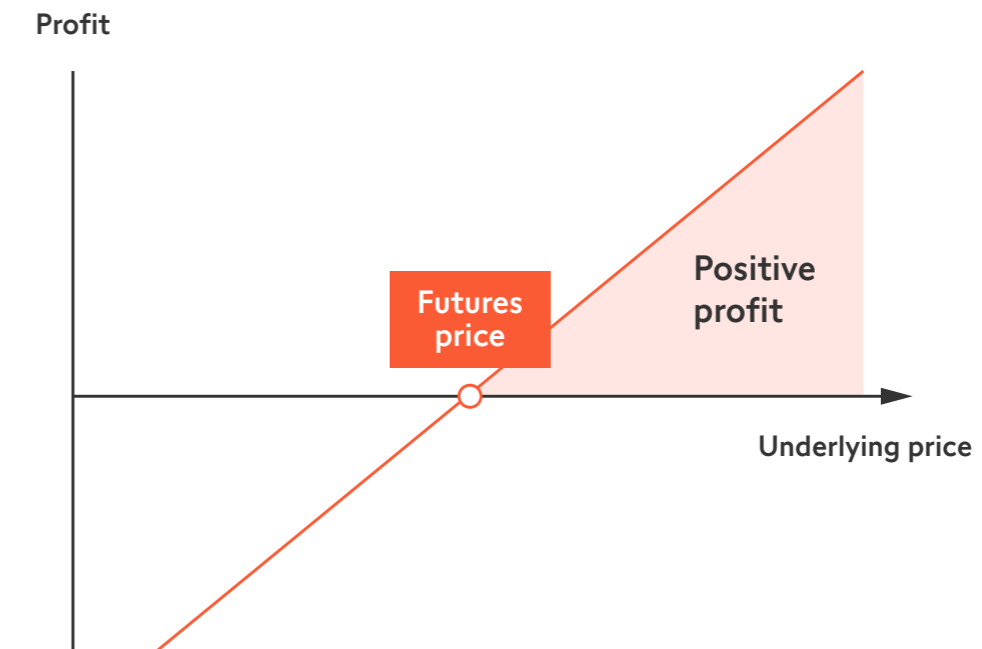 Profit
Futures
price
Positive
profit
Underlying price